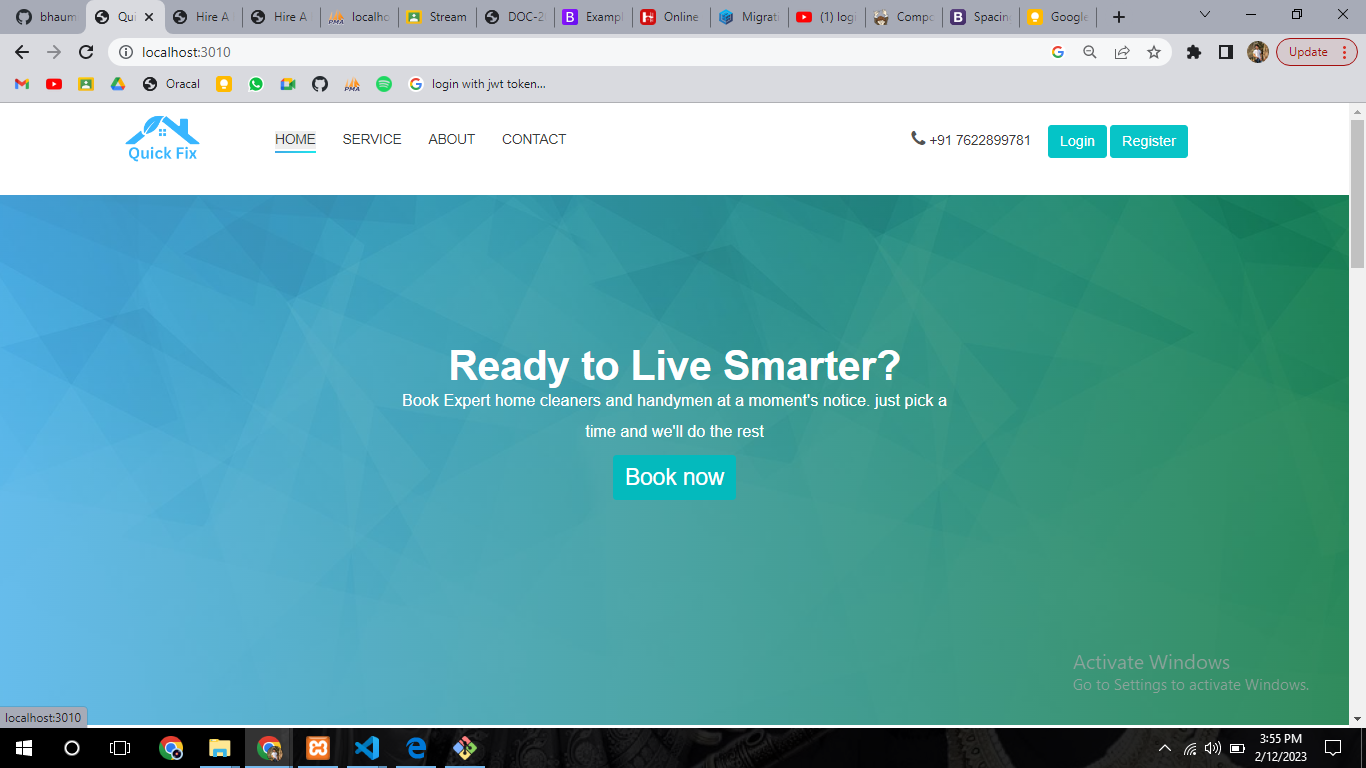 bhaum
Qui
Hire A
Hire A
localho
Stream
DOC-2
Exampl
Online
Migrati
(1) logi
Compo
Spacin
Google
localhost:3010
Update
Oracal
login with jwt token...
Quick Fix
HOME
SERVICE
ABOUT
CONTACT
+91 7622899781
Login
Register
Ready to Live Smarter?
Book Expert home cleaners and handymen at a moment's notice. just pick a
time and we'll do the rest
Book now
Activate Windows
Go to Settings to activate Windows.
localhost:3010
3:55 PM
2/12/2023